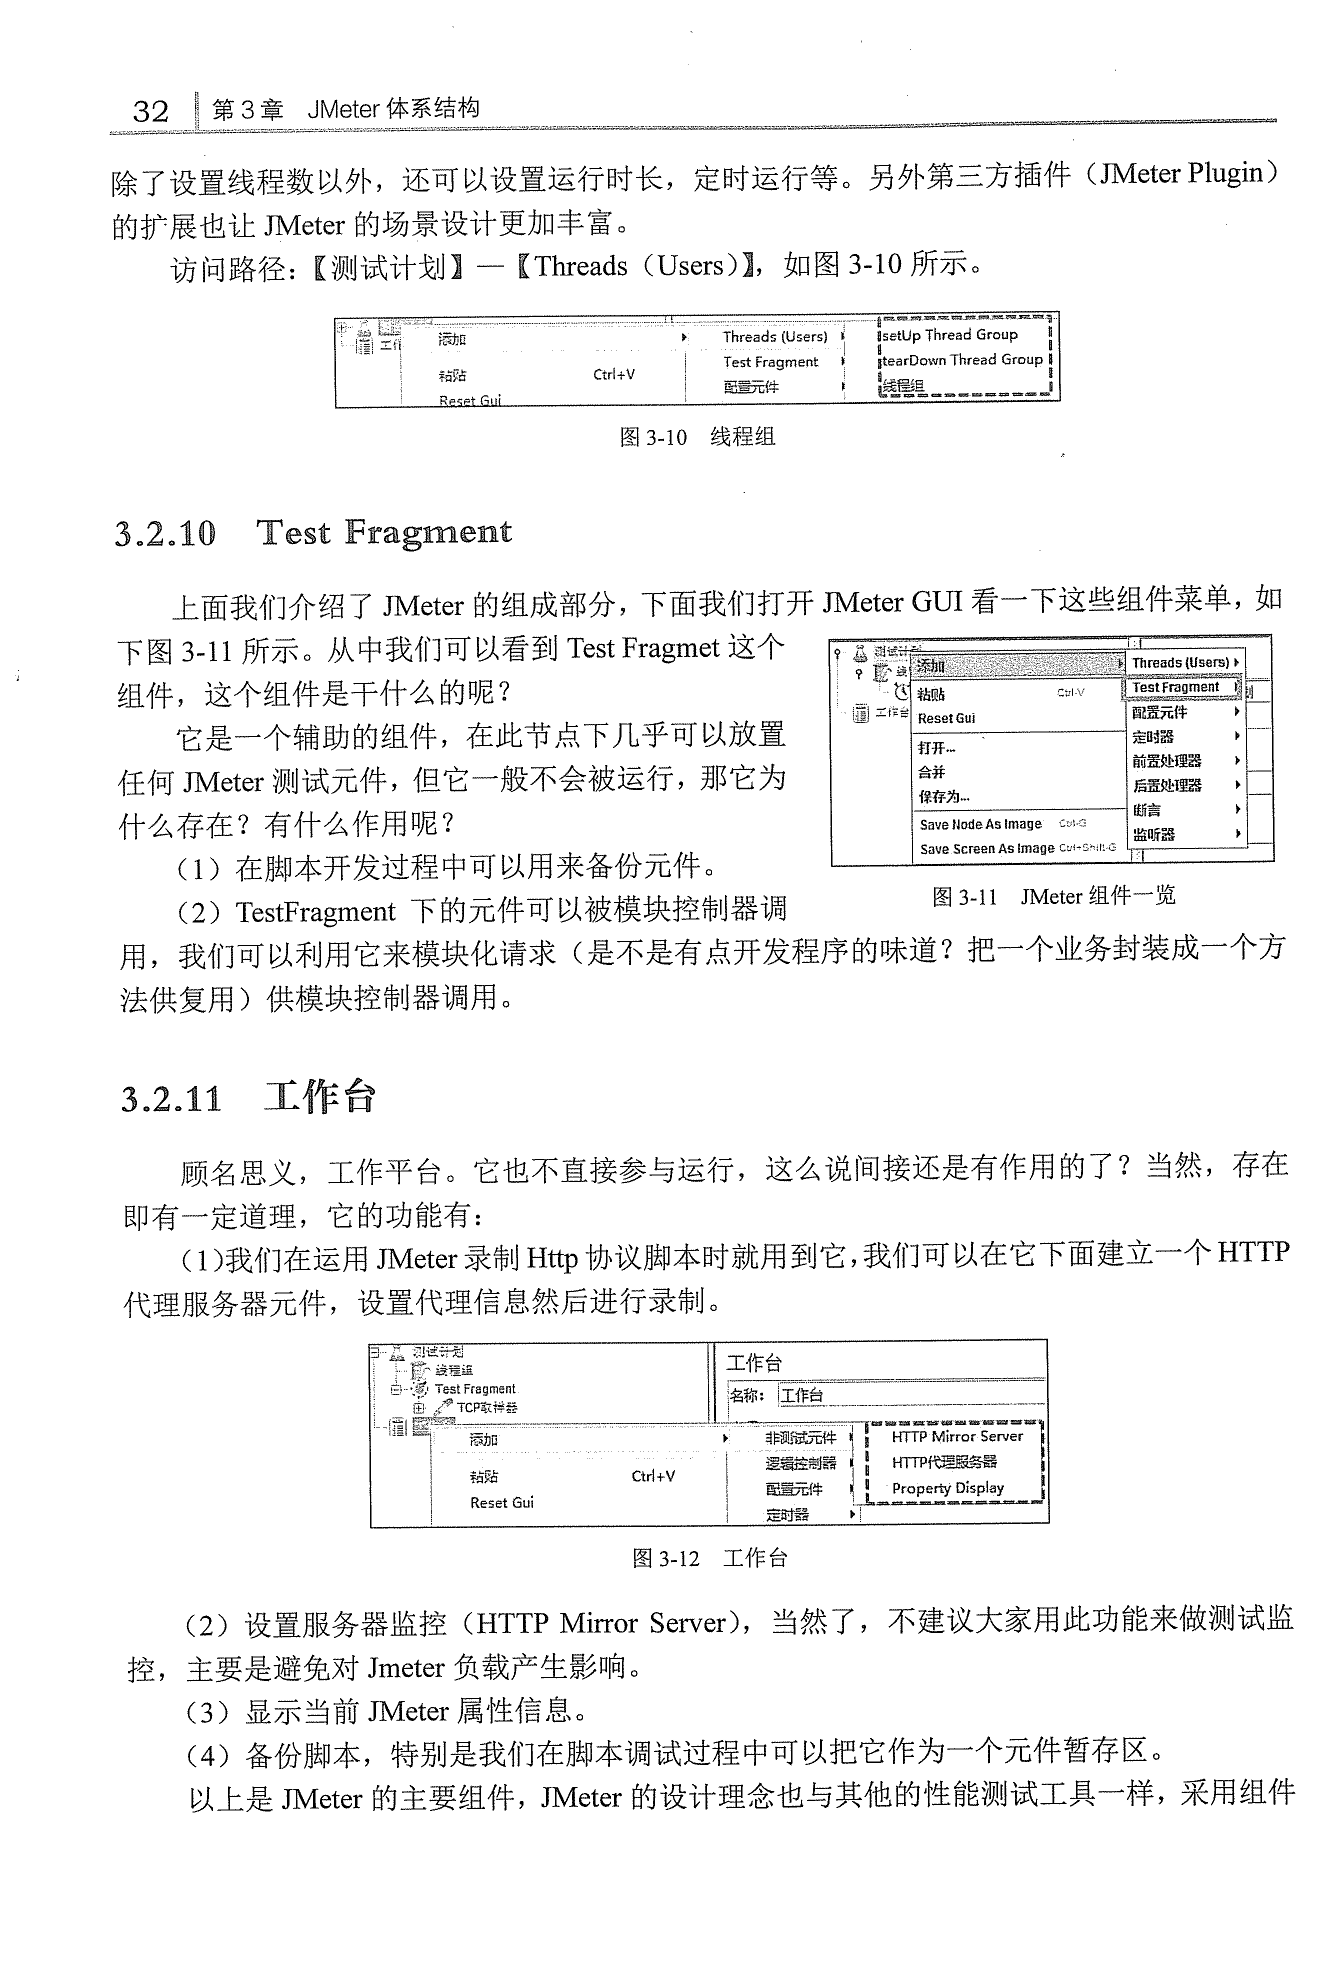 32 第3章 JMeter 体系结构
除了设置线程数以外，还可以设置运行时长，定时运行等。另外第三方插件（JMeter Plugin）
的扩展也让 JMeter 的场景设计更加丰富。
访问路径：【测试计划】—【Threads（Users）】，如图 3-10 所示。
添加 Threads (Users) setUp Thread Group
工作
Test Fragment tearDown Thread Group
粘贴 Ctrl+V
配置元件 线程组
Reset Gui
图 3-10 线程组
3.2.10 Test Fragment
上面我们介绍了 JMeter 的组成部分，下面我们打开 JMeter GUI 看一下这些组件菜单，如
下图 3-11 所示。从中我们可以看到 Test Fragmet 这个
组件，这个组件是干什么的呢？
它是一个辅助的组件，在此节点下几乎可以放置
任何 JMeter 测试元件，但它一般不会被运行，那它为
什么存在？有什么作用呢？
（1）在脚本开发过程中可以用来备份元件。
（2）TestFragment 下的元件可以被模块控制器调
测试计
添加 Threads (Users)
粘贴 Ctrl-V Test Fragment
工作台
Reset Gui 配置元件
打开... 定时器
合并 前置处理器
保存为... 后置处理器
断言
Save Node As Image Ctrl-G 监听器
Save Screen As Image Ctrl+Shift-G
图 3-11 JMeter 组件一览
用，我们可以利用它来模块化请求（是不是有点开发程序的味道？把一个业务封装成一个方
法供复用）供模块控制器调用。
3.2.11 工作台
顾名思义，工作平台。它也不直接参与运行，这么说间接还是有作用的了？当然，存在
即有一定道理，它的功能有：
（1)我们在运用 JMeter 录制 Http 协议脚本时就用到它，我们可以在它下面建立一个 HTTP
代理服务器元件，设置代理信息然后进行录制。
测试计划
线程组
Test Fragment
TCP取样器
工作台
名称： 工作台
添加 非测试元件 HTTP Mirror Server
逻辑控制器 HTTP代理服务器
粘贴 Ctrl+V
配置元件 Property Display
Reset Gui
定时器
图 3-12 工作台
（2）设置服务器监控（HTTP Mirror Server），当然了，不建议大家用此功能来做测试监
控，主要是避免对 Jmeter 负载产生影响。
（3）显示当前 JMeter 属性信息。
（4）备份脚本，特别是我们在脚本调试过程中可以把它作为一个元件暂存区。
以上是 JMeter 的主要组件，JMeter 的设计理念也与其他的性能测试工具一样，采用组件